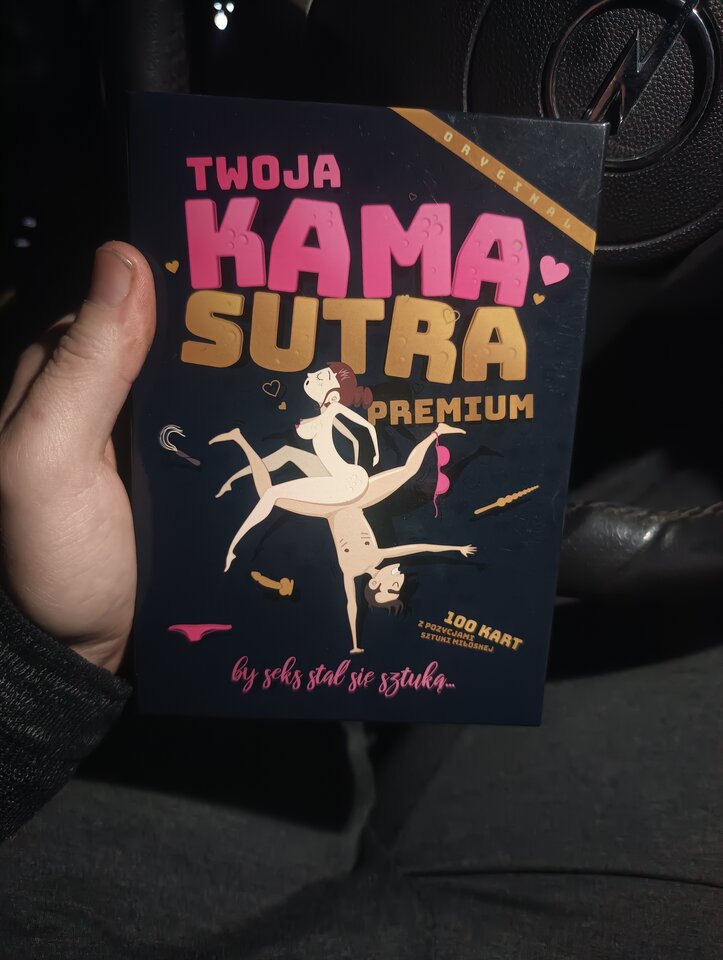 ORYGINAŁ
TWOJA
KAMA
SUTRA
PREMIUM
100 KART
Z POZYCJAMI
SZTUKI MIŁOSNEJ
by seks stał się sztuką...